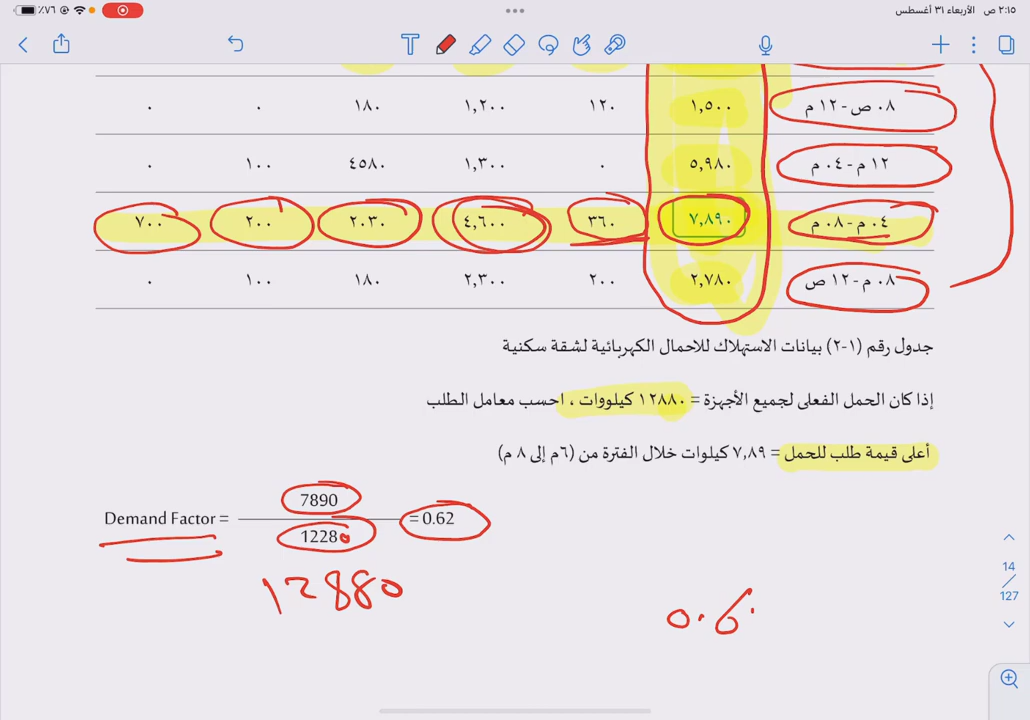 ٢:١٥ ص الأربعاء ٣١ أغسطس
٧٦٪
٠٨ ص - ١٢ م ١,٥٠٠ ١٢٠ ١,٢٠٠ ١٨٠ ٠ ٠
١٢ م - ٠٤ م ٥,٩٨٠ ٠ ١,٣٠٠ ٤٥٨٠ ١٠٠ ٠
٠٤ م - ٠٨ م ٧,٨٩٠ ٣٦٠ ٤,٦٠٠ ٢٠٣٠ ٢٠٠ ٧٠٠
٠٨ م - ١٢ ص ٢,٧٨٠ ٢٠٠ ٢,٣٠٠ ١٨٠ ١٠٠ ٠
جدول رقم (١-٢) بيانات الاستهلاك للاحمال الكهربائية لشقة سكنية
إذا كان الحمل الفعلى لجميع الأجهزة = ١٢٨٨٠ كيلووات ، احسب معامل الطلب
أعلى قيمة طلب للحمل = ٧,٨٩ كيلوات خلال الفترة من (٦م إلى ٨ م)
7890
Demand Factor = = 0.62
12280
12880
0.6
14
127